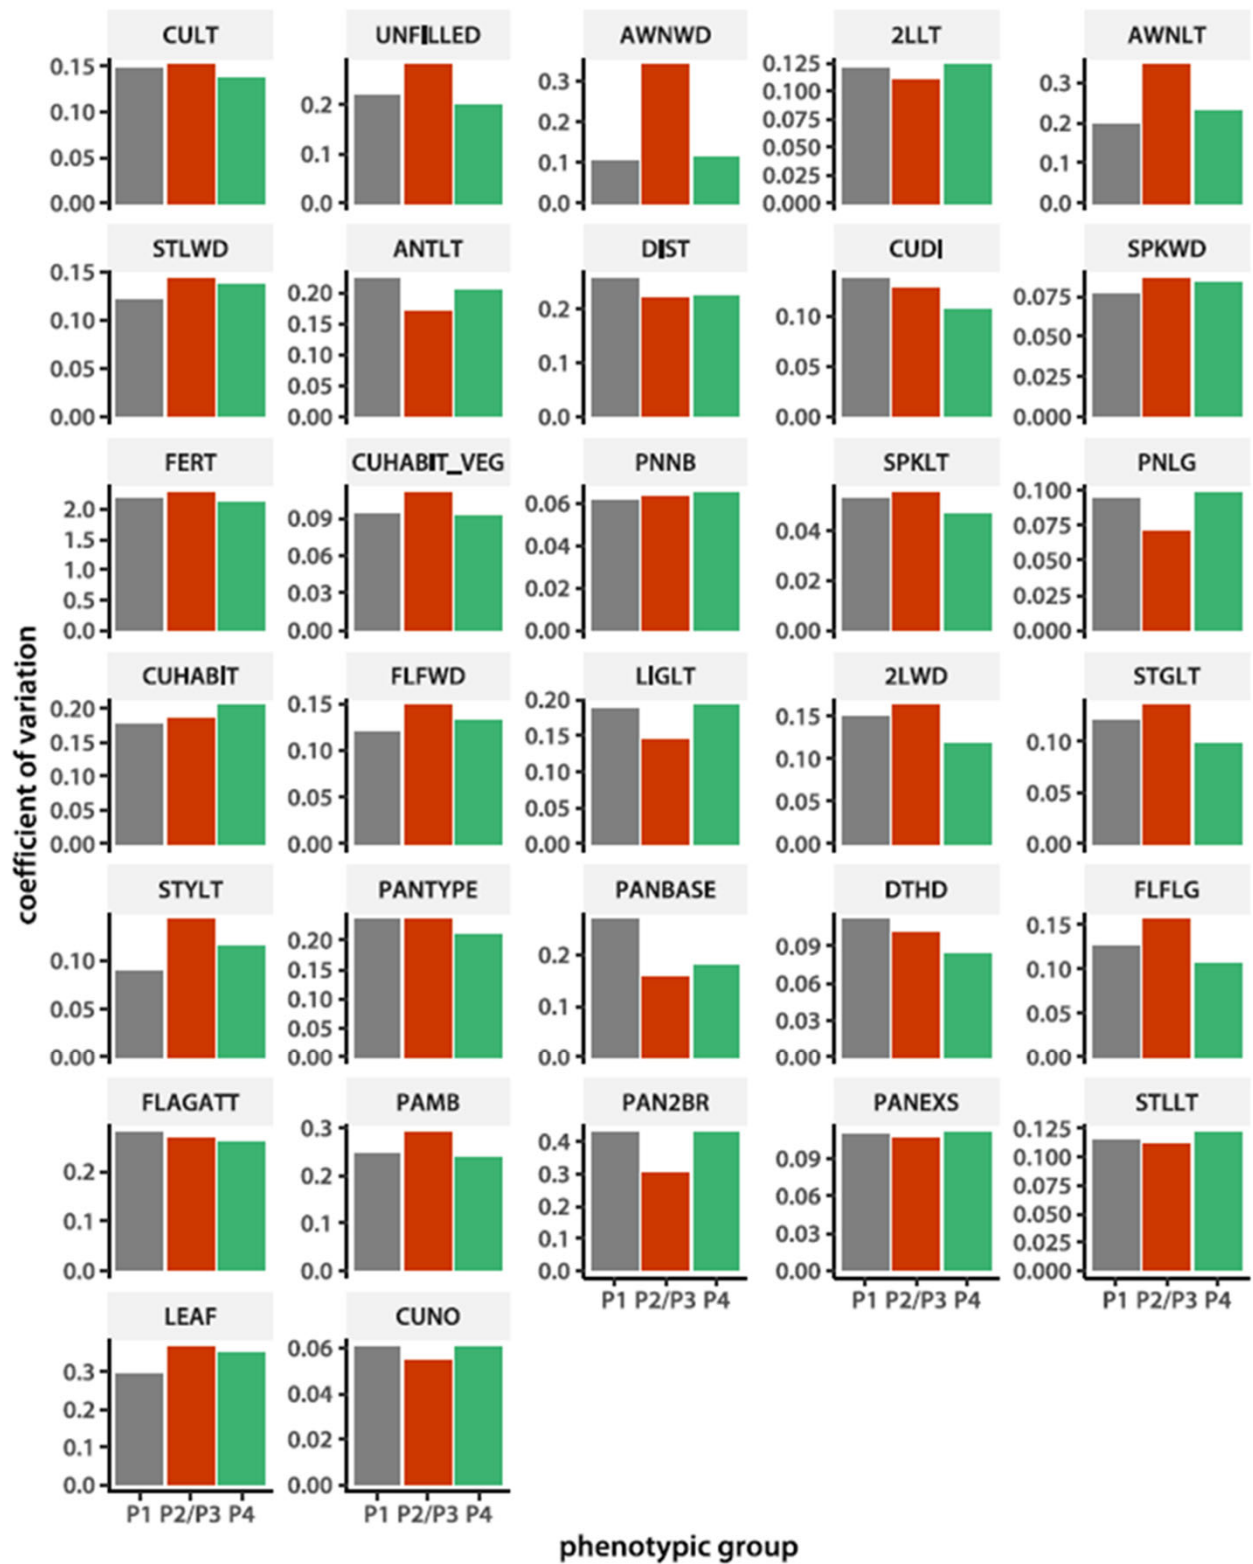 CULT UNFILLED AWNWD 2LLT AWNLT
0.15 0.10 0.05 0.00
0.2 0.1 0.0
0.3 0.2 0.1 0.0
0.125 0.100 0.075 0.050 0.025 0.000
0.3 0.2 0.1 0.0
STLWD ANTLT DIST CUDI SPKWD
0.15 0.10 0.05 0.00
0.20 0.15 0.10 0.05 0.00
0.2 0.1 0.0
0.10 0.05 0.00
0.075 0.050 0.025 0.000
FERT CUHABIT_VEG PNNB SPKLT PNLG
2.0 1.5 1.0 0.5 0.0
0.09 0.06 0.03 0.00
0.06 0.04 0.02 0.00
0.04 0.02 0.00
0.100 0.075 0.050 0.025 0.000
CUHABIT FLFWD LIGLT 2LWD STGLT
0.20 0.15 0.10 0.05 0.00
0.15 0.10 0.05 0.00
0.20 0.15 0.10 0.05 0.00
0.15 0.10 0.05 0.00
0.10 0.05 0.00
STYLT PANTYPE PANBASE DTHD FLFLG
0.10 0.05 0.00
0.20 0.15 0.10 0.05 0.00
0.2 0.1 0.0
0.09 0.06 0.03 0.00
0.15 0.10 0.05 0.00
FLAGATT PAMB PAN2BR PANEXS STLLT
0.2 0.1 0.0
0.3 0.2 0.1 0.0
0.4 0.3 0.2 0.1 0.0
0.09 0.06 0.03 0.00
0.125 0.100 0.075 0.050 0.025 0.000
P1 P2/P3 P4 P1 P2/P3 P4 P1 P2/P3 P4
LEAF CUNO
0.3 0.2 0.1 0.0
0.06 0.04 0.02 0.00
P1 P2/P3 P4 P1 P2/P3 P4
coefficient of variation
phenotypic group